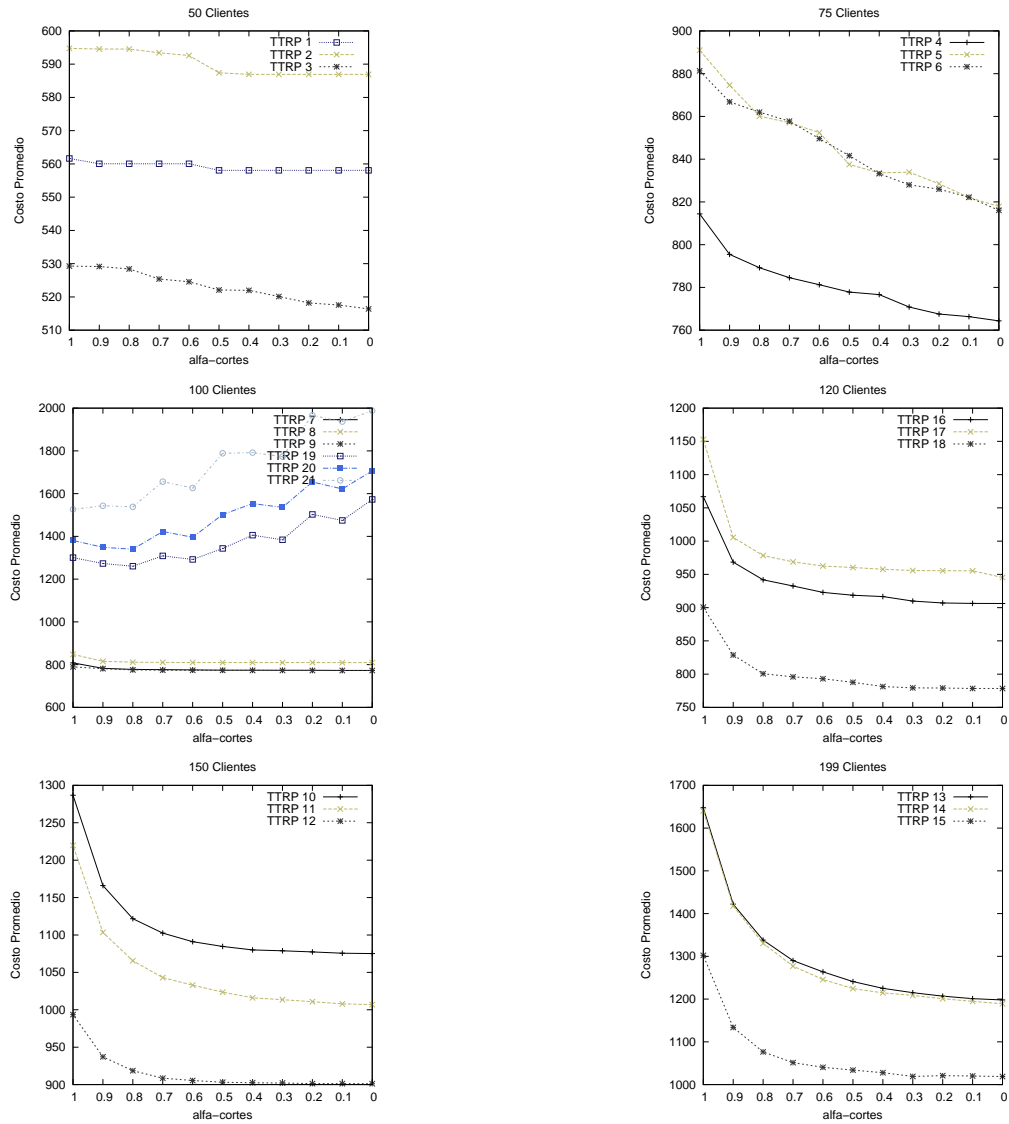 50 Clientes
600
590
580
570
560
550
540
530
520
510
Costo Promedio
TTRP 1
TTRP 2
TTRP 3
1 0.9 0.8 0.7 0.6 0.5 0.4 0.3 0.2 0.1 0
alfa-cortes
75 Clientes
900
880
860
840
820
800
780
760
Costo Promedio
TTRP 4
TTRP 5
TTRP 6
1 0.9 0.8 0.7 0.6 0.5 0.4 0.3 0.2 0.1 0
alfa-cortes
100 Clientes
2000
1800
1600
1400
1200
1000
800
600
Costo Promedio
TTRP 7
TTRP 8
TTRP 9
TTRP 19
TTRP 20
TTRP 21
1 0.9 0.8 0.7 0.6 0.5 0.4 0.3 0.2 0.1 0
alfa-cortes
120 Clientes
1200
1150
1100
1050
1000
950
900
850
800
750
Costo Promedio
TTRP 16
TTRP 17
TTRP 18
1 0.9 0.8 0.7 0.6 0.5 0.4 0.3 0.2 0.1 0
alfa-cortes
150 Clientes
1300
1250
1200
1150
1100
1050
1000
950
900
Costo Promedio
TTRP 10
TTRP 11
TTRP 12
1 0.9 0.8 0.7 0.6 0.5 0.4 0.3 0.2 0.1 0
alfa-cortes
199 Clientes
1700
1600
1500
1400
1300
1200
1100
1000
Costo Promedio
TTRP 13
TTRP 14
TTRP 15
1 0.9 0.8 0.7 0.6 0.5 0.4 0.3 0.2 0.1 0
alfa-cortes